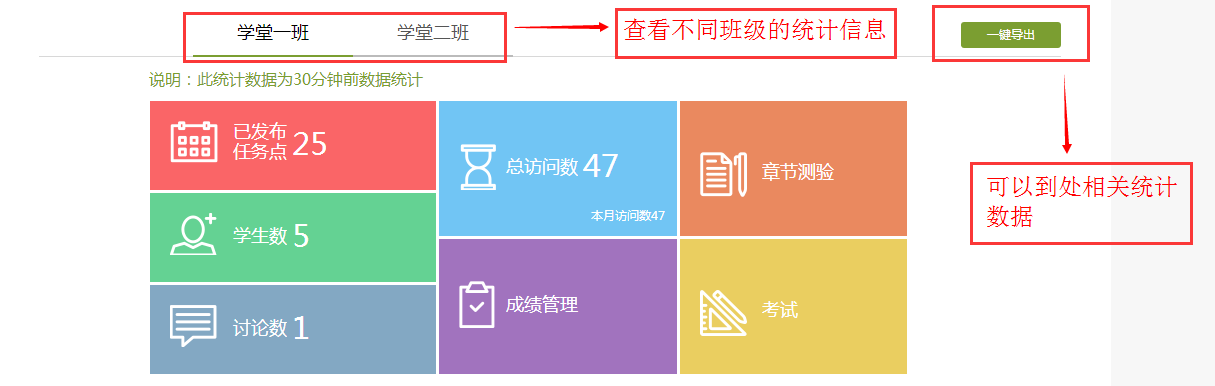 学堂一班
学堂二班
查看不同班级的统计信息
一键导出
说明：此统计数据为30分钟前数据统计
已发布
任务点 25
总访问数 47
本月访问数47
章节测验
可以到处相关统计
数据
学生数 5
成绩管理
考试
讨论数 1